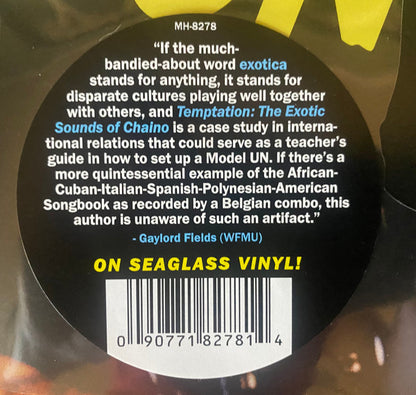 MH-8278
“If the much-
bandied-about word exotica
stands for anything, it stands for
disparate cultures playing well together
with others, and Temptation: The Exotic
Sounds of Chaino is a case study in interna-
tional relations that could serve as a teacher’s
guide in how to set up a Model UN. If there’s a
more quintessential example of the African-
Cuban-Italian-Spanish-Polynesian-American
Songbook as recorded by a Belgian combo, this
author is unaware of such an artifact.”
- Gaylord Fields (WFMU)
ON SEAGLASS VINYL!
0 90771 82781 4